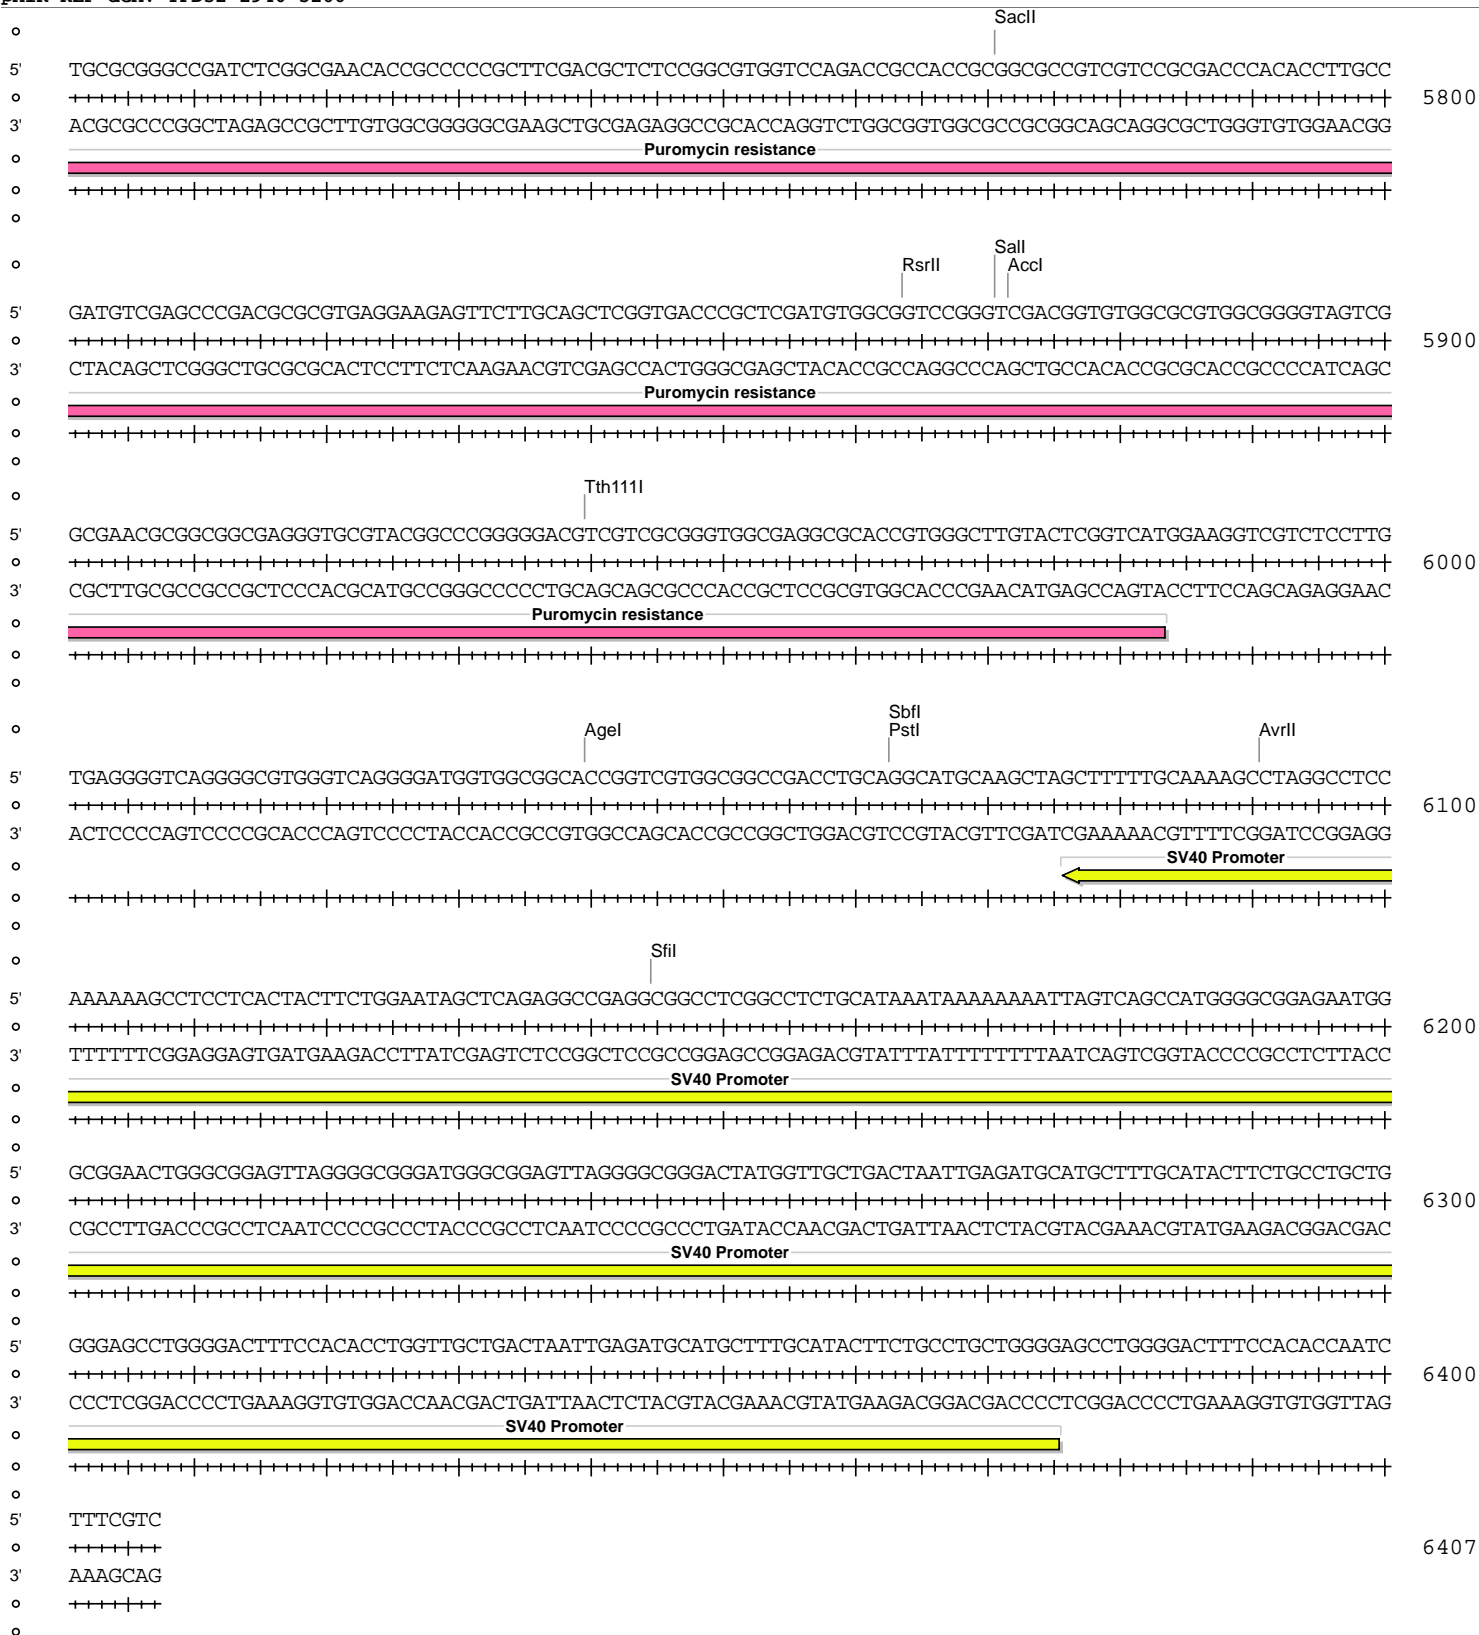 SacII
5' TGCGCGGGCCGATCTCGGCGAACACCGCCCCCGCTTCGACGCTCTCCGGCGTGGTCCAGACCGCCACCGCGGCGCCGTCGTCCGCGACCCACACCTTGCC
5800
3' ACGCGCCCGGCTAGAGCCGCTTGTGGCGGGGGCGAAGCTGCGAGAGGCCGCACCAGGTCTGGCGGTGGCGCCGCGGCAGCAGGCGCTGGGTGTGGAACGG
Puromycin resistance
SalI
RsrII AccI
5' GATGTCGAGCCCGACGCGCGTGAGGAAGAGTTCTTGCAGCTCGGTGACCCGCTCGATGTGGCGGTCCGGGTCGACGGTGTGGCGCGTGGCGGGGTAGTCG
5900
3' CTACAGCTCGGGCTGCGCGCACTCCTTCTCAAGAACGTCGAGCCACTGGGCGAGCTACACCGCCAGGCCCAGCTGCCACACCGCGCACCGCCCCATCAGC
Puromycin resistance
Tth111I
5' GCGAACGCGGCGGCGAGGGTGCGTACGGCCCGGGGGACGTCGTCGCGGGTGGCGAGGCGCACCGTGGGCTTGTACTCGGTCATGGAAGGTCGTCTCCTTG
6000
3' CGCTTGCGCCGCCGCTCCCACGCATGCCGGGCCCCCTGCAGCAGCGCCCACCGCTCCGCGTGGCACCCGAACATGAGCCAGTACCTTCCAGCAGAGGAAC
Puromycin resistance
SbfI
AgeI PstI AvrII
5' TGAGGGGTCAGGGGCGTGGGTCAGGGGATGGTGGCGGCACCGGTCGTGGCGGCCGACCTGCAGGCATGCAAGCTAGCTTTTTGCAAAAGCCTAGGCCTCC
6100
3' ACTCCCCAGTCCCCGCACCCAGTCCCCTACCACCGCCGTGGCCAGCACCGCCGGCTGGACGTCCGTACGTTCGATCGAAAAACGTTTTCGGATCCGGAGG
SV40 Promoter
SfiI
5' AAAAAAGCCTCCTCACTACTTCTGGAATAGCTCAGAGGCCGAGGCGGCCTCGGCCTCTGCATAAATAAAAAAAATTAGTCAGCCATGGGGCGGAGAATGG
6200
3' TTTTTTCGGAGGAGTGATGAAGACCTTATCGAGTCTCCGGCTCCGCCGGAGCCGGAGACGTATTTATTTTTTTTAATCAGTCGGTACCCCGCCTCTTACC
SV40 Promoter
5' GCGGAACTGGGCGGAGTTAGGGGCGGGATGGGCGGAGTTAGGGGCGGGACTATGGTTGCTGACTAATTGAGATGCATGCTTTGCATACTTCTGCCTGCTG
6300
3' CGCCTTGACCCGCCTCAATCCCCGCCCTACCCGCCTCAATCCCCGCCCTGATACCAACGACTGATTAACTCTACGTACGAAACGTATGAAGACGGACGAC
SV40 Promoter
5' GGGAGCCTGGGGACTTTCCACACCTGGTTGCTGACTAATTGAGATGCATGCTTTGCATACTTCTGCCTGCTGGGGAGCCTGGGGACTTTCCACACCAATC
6400
3' CCCTCGGACCCCTGAAAGGTGTGGACCAACGACTGATTAACTCTACGTACGAAACGTATGAAGACGGACGACCCCTCGGACCCCTGAAAGGTGTGGTTAG
SV40 Promoter
5' TTTCGTC
6407
3' AAAGCAG